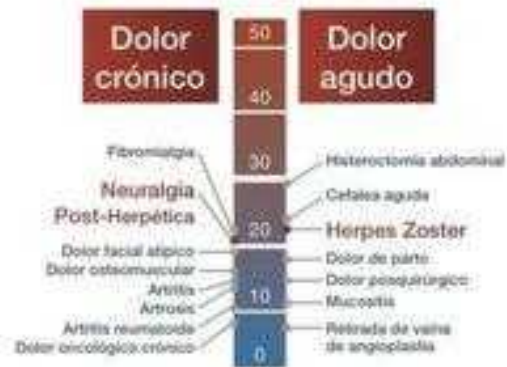 Dolor
crónico
Dolor
agudo
50
40
30
20
10
0
Fibromialgia
Neuralgia
Post-Herpética
Dolor facial atípico
Dolor osteomuscular
Artritis
Artrosis
Artritis reumatoide
Dolor oncológico crónico
Histerectomía abdominal
Cefalea aguda
Herpes Zoster
Dolor de parto
Dolor posquirúrgico
Mucositis
Retirada de vaina
de angioplastia